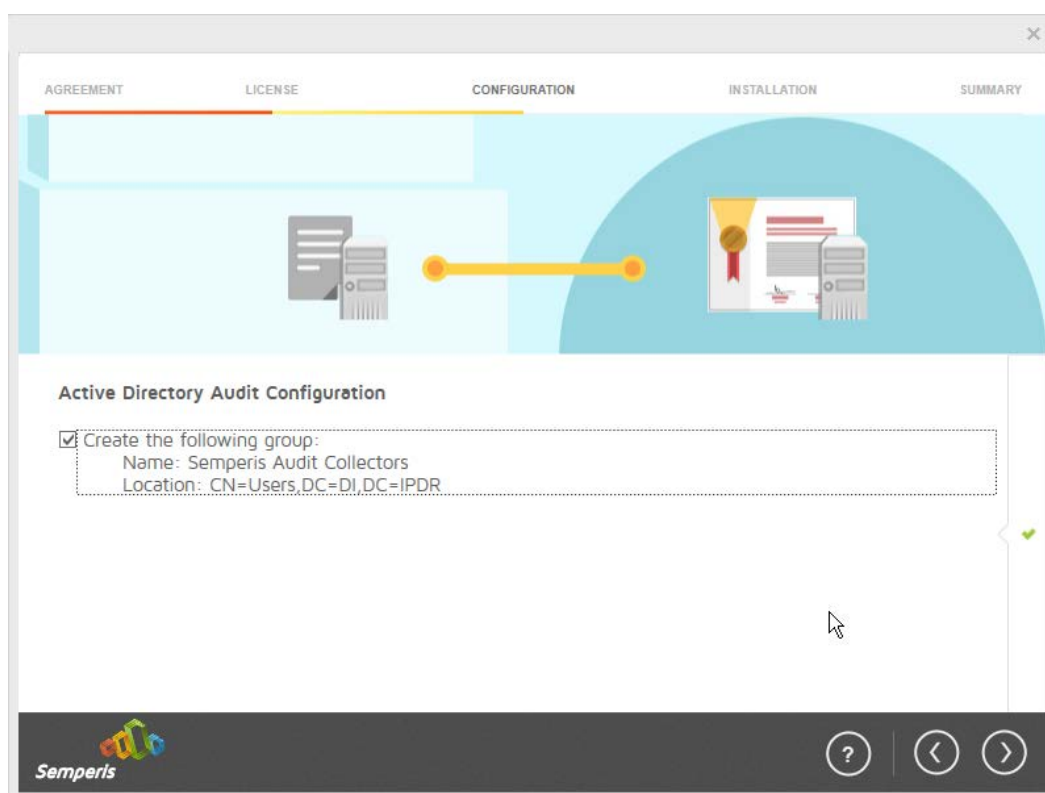 AGREEMENT LICENSE CONFIGURATION INSTALLATION SUMMARY
Active Directory Audit Configuration
Create the following group:
Name: Semperis Audit Collectors
Location: CN=Users,DC=DI,DC=IPDR
Semperis
?